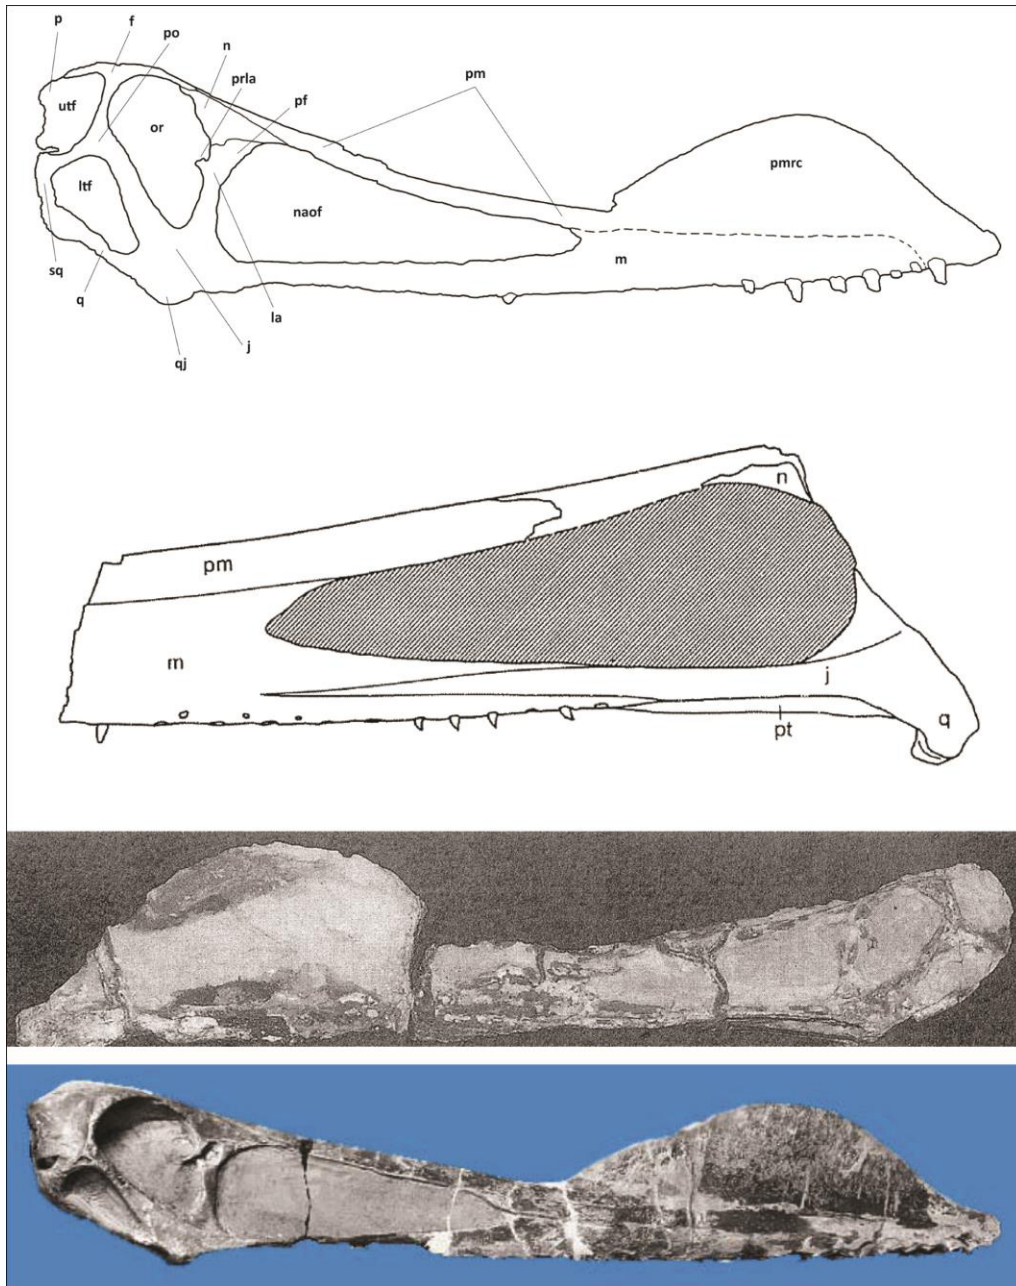 p f po n
prla pm
utf pf
or pmrc
ltf naof
m
sq q la
qj j
n
pm
m j
pt q